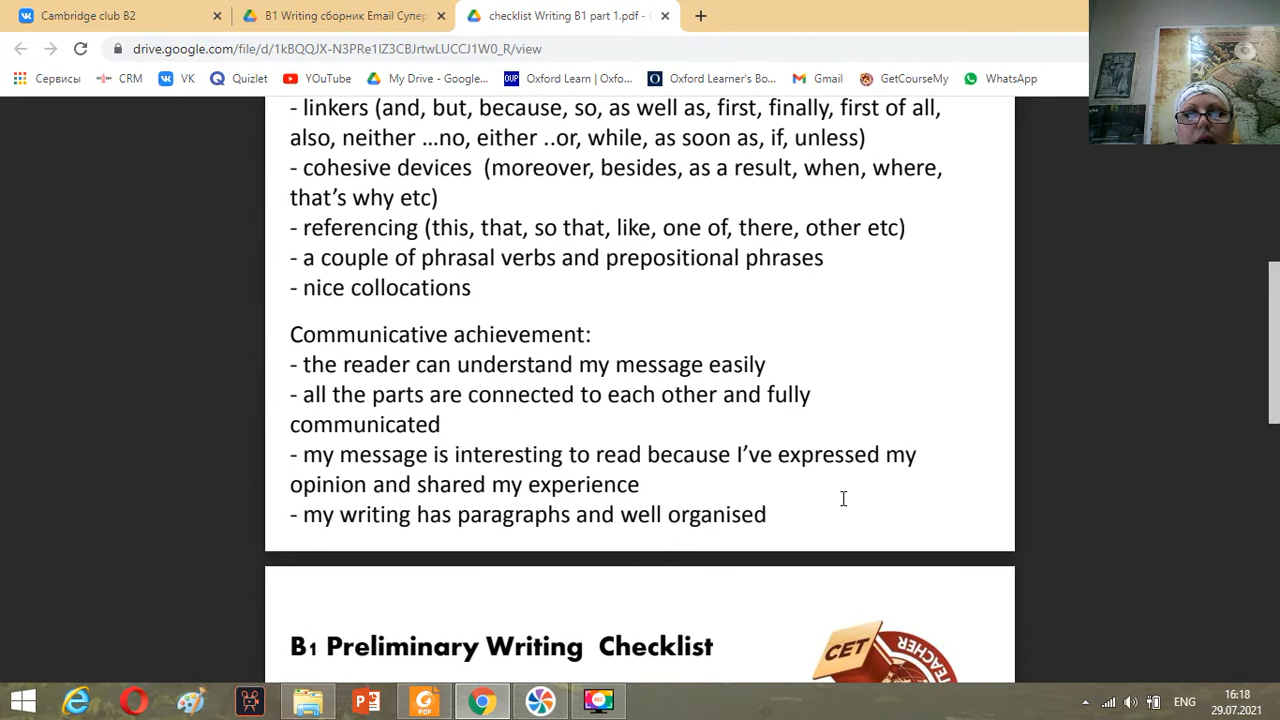 Cambridge club B2
B1 Writing сборник Email Супер
checklist Writing B1 part 1.pdf - G
drive.google.com/file/d/1kBQQJX-N3PRe1IZ3CBJrtwLUCCJ1W0_R/view
Сервисы CRM VK Quizlet YOUTube My Drive - Google... OUP Oxford Learn | Oxfo... Oxford Learner's Bo... Gmail GetCourseMy WhatsApp
- linkers (and, but, because, so, as well as, first, finally, first of all,
also, neither …no, either ..or, while, as soon as, if, unless)
- cohesive devices (moreover, besides, as a result, when, where,
that’s why etc)
- referencing (this, that, so that, like, one of, there, other etc)
- a couple of phrasal verbs and prepositional phrases
- nice collocations
Communicative achievement:
- the reader can understand my message easily
- all the parts are connected to each other and fully
communicated
- my message is interesting to read because I’ve expressed my
opinion and shared my experience
- my writing has paragraphs and well organised
B1 Preliminary Writing Checklist
CET
TEACHER
PDF
ENG
16:18
29.07.2021